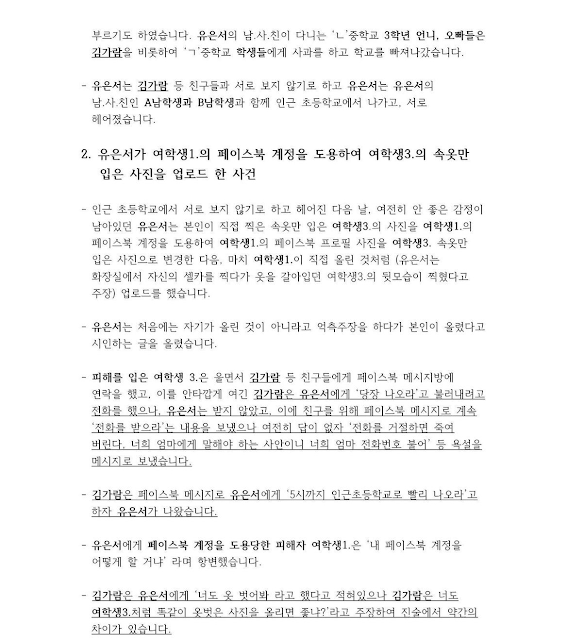 부르기도 하였습니다. 유은서의 남.사.친이 다니는 'ㄴ'중학교 3학년 언니, 오빠들은
김가람을 비롯하여 'ㄱ'중학교 학생들에게 사과를 하고 학교를 빠져나갔습니다.
- 유은서는 김가람 등 친구들과 서로 보지 않기로 하고 유은서는 유은서의
남.사.친인 A남학생과 B남학생과 함께 인근 초등학교에서 나가고, 서로
헤어졌습니다.
2. 유은서가 여학생1.의 페이스북 계정을 도용하여 여학생3.의 속옷만
입은 사진을 업로드 한 사건
- 인근 초등학교에서 서로 보지 않기로 하고 헤어진 다음 날, 여전히 안 좋은 감정이
남아있던 유은서는 본인이 직접 찍은 속옷만 입은 여학생3.의 사진을 여학생1.의
페이스북 계정을 도용하여 여학생1.의 페이스북 프로필 사진을 여학생3. 속옷만
입은 사진으로 변경한 다음, 마치 여학생1.이 직접 올린 것처럼 (유은서는
화장실에서 자신의 셀카를 찍다가 옷을 갈아입던 여학생3.의 뒷모습이 찍혔다고
주장) 업로드를 했습니다.
- 유은서는 처음에는 자기가 올린 것이 아니라고 억측주장을 하다가 본인이 올렸다고
시인하는 글을 올렸습니다.
- 피해를 입은 여학생 3.은 울면서 김가람 등 친구들에게 페이스북 메시지방에
연락을 했고, 이를 안타깝게 여긴 김가람은 유은서에게 '당장 나오라'고 불러내려고
전화를 했으나, 유은서는 받지 않았고, 이에 친구를 위해 페이스북 메시지로 계속
'전화를 받으라'는 내용을 보냈으나 여전히 답이 없자 '전화를 거절하면 죽여
버린다. 너희 엄마에게 말해야 하는 사안이니 너희 엄마 전화번호 불어' 등 욕설을
메시지로 보냈습니다.
- 김가람은 페이스북 메시지로 유은서에게 '5시까지 인근초등학교로 빨리 나오라'고
하자 유은서가 나왔습니다.
- 유은서에게 페이스북 계정을 도용당한 피해자 여학생1.은 '내 페이스북 계정을
어떻게 할 거냐' 라며 항변했습니다.
- 김가람은 유은서에게 '너도 옷 벗어봐 라고 했다고 적혀있으나 김가람은 너도
여학생3.처럼 똑같이 옷벗은 사진을 올리면 좋냐?'라고 주장하여 진술에서 약간의
차이가 있습니다.